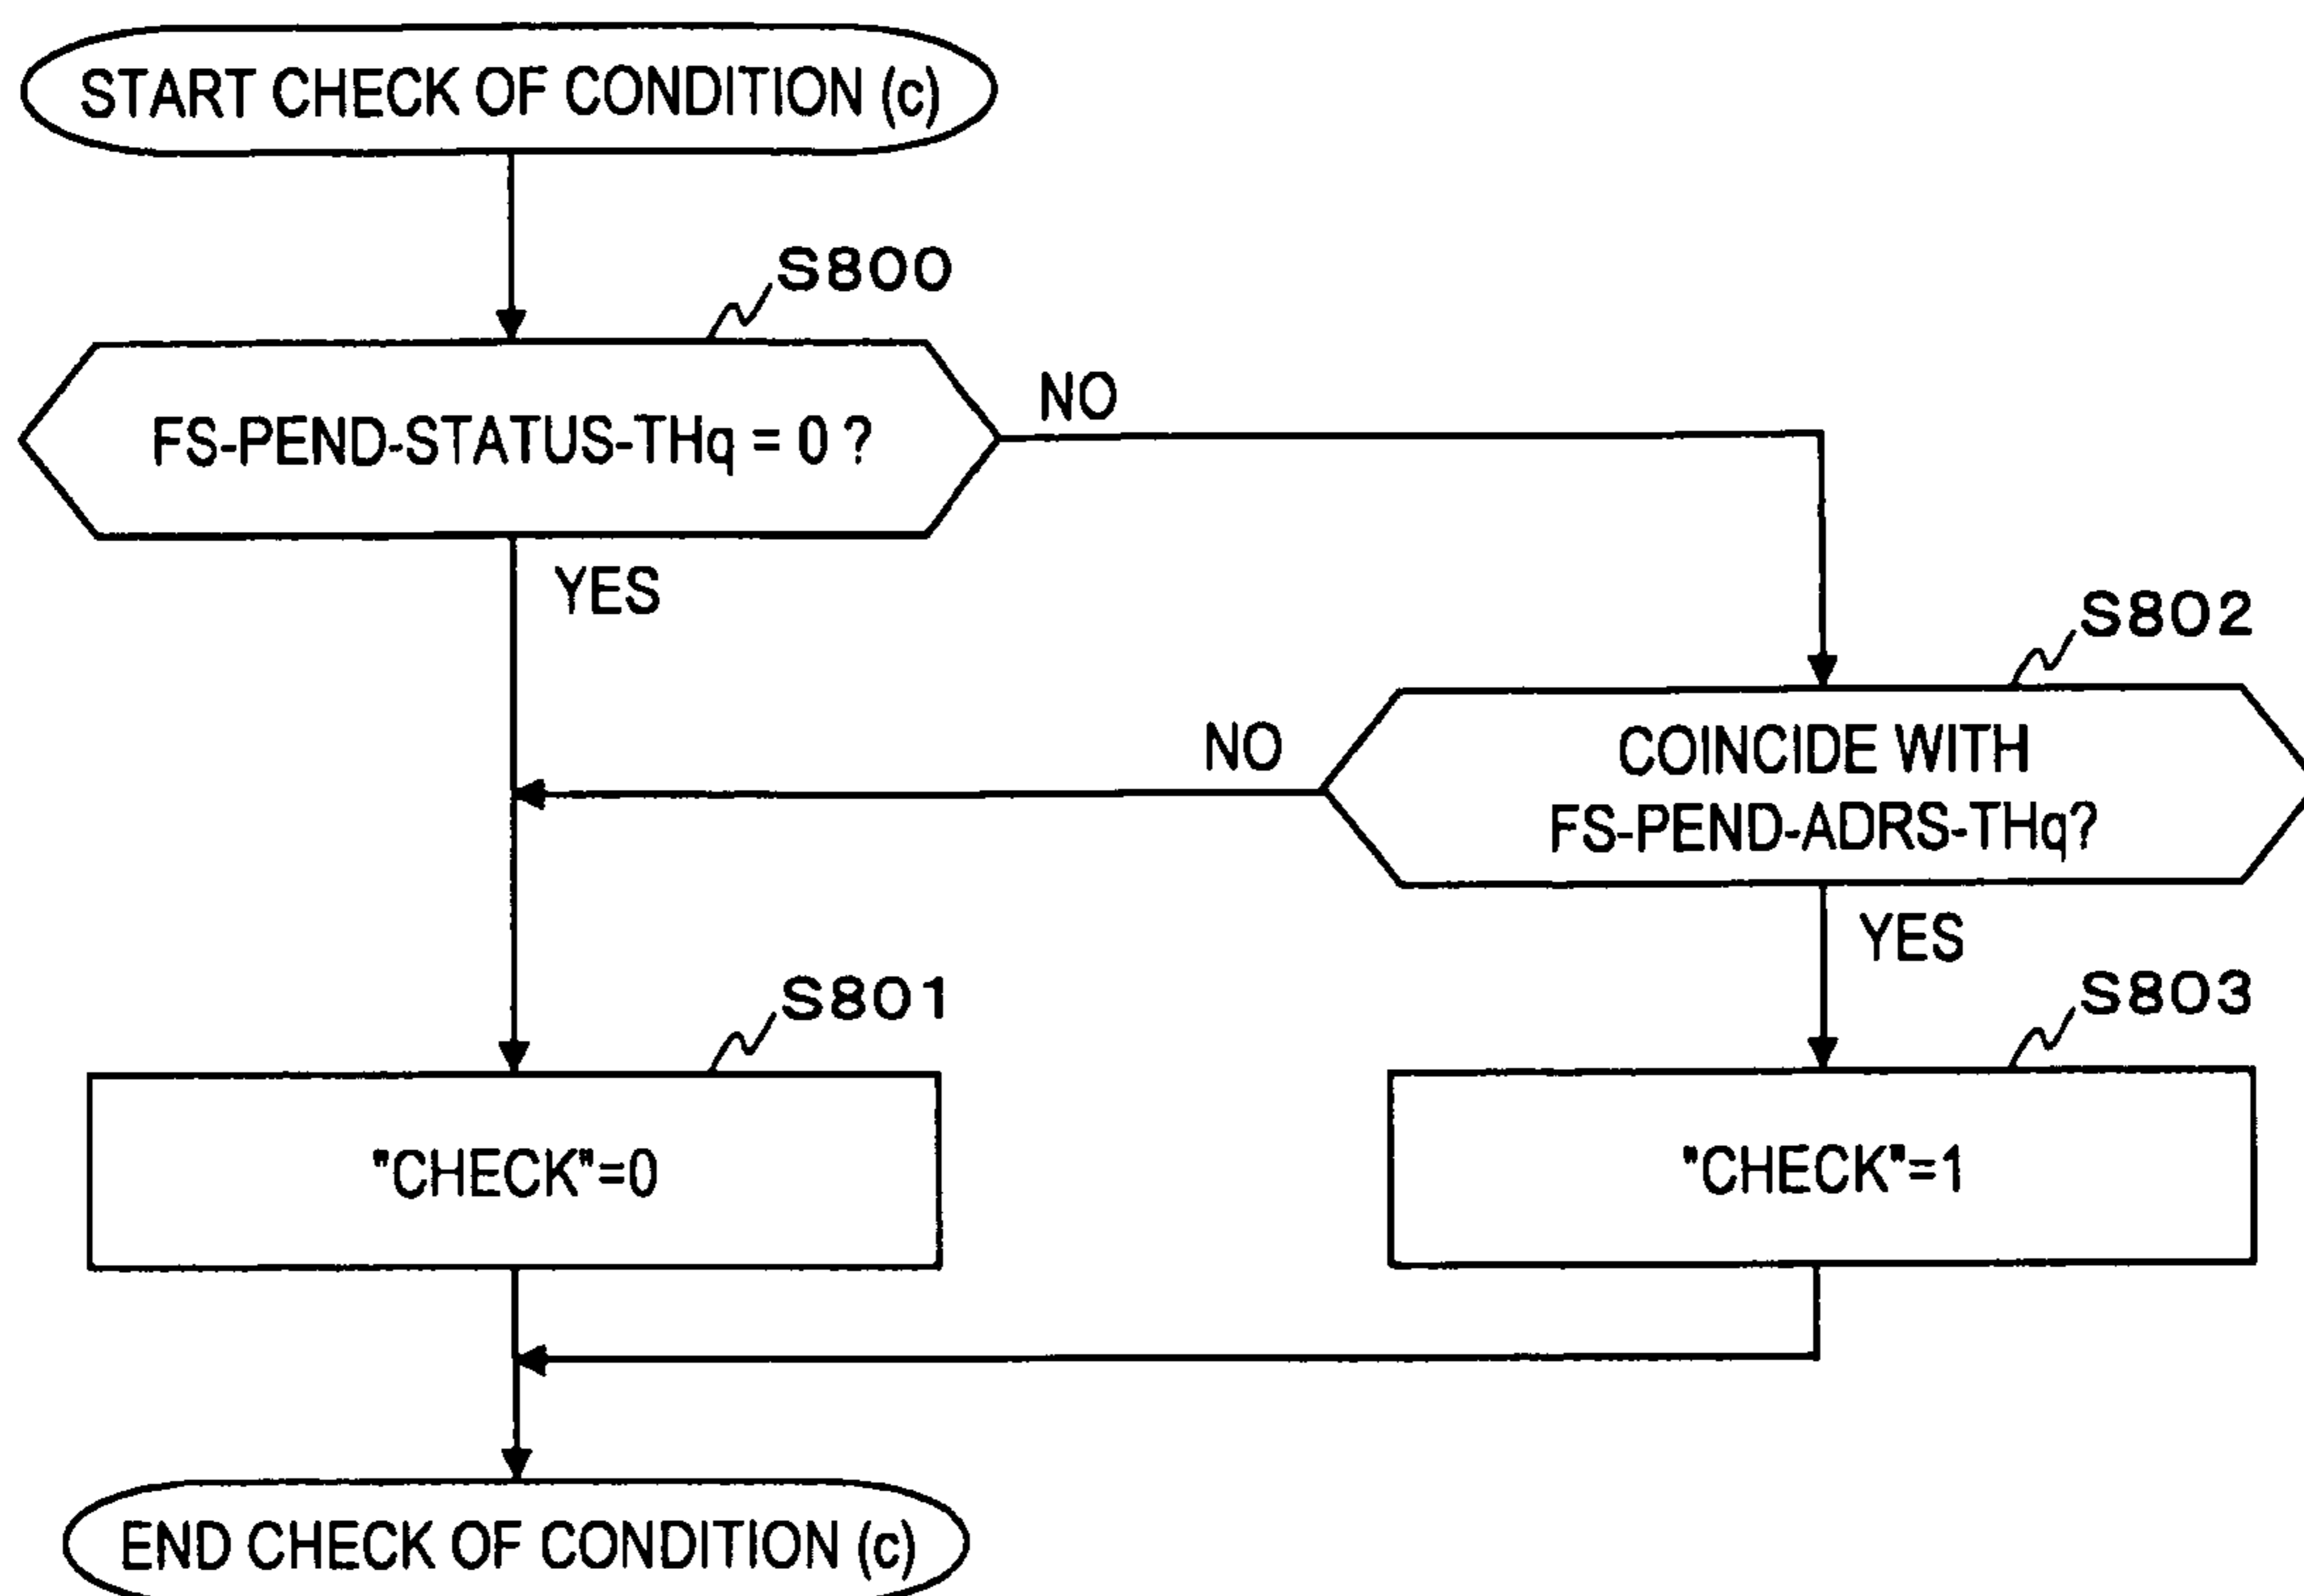 START CHECK OF CONDITION (c)
S800
FS-PEND-STATUS-THq = 0 ?
NO
YES
S802
COINCIDE WITH
FS-PEND-ADRS-THq?
NO
YES
S801
"CHECK"=0
S803
"CHECK"=1
END CHECK OF CONDITION (c)